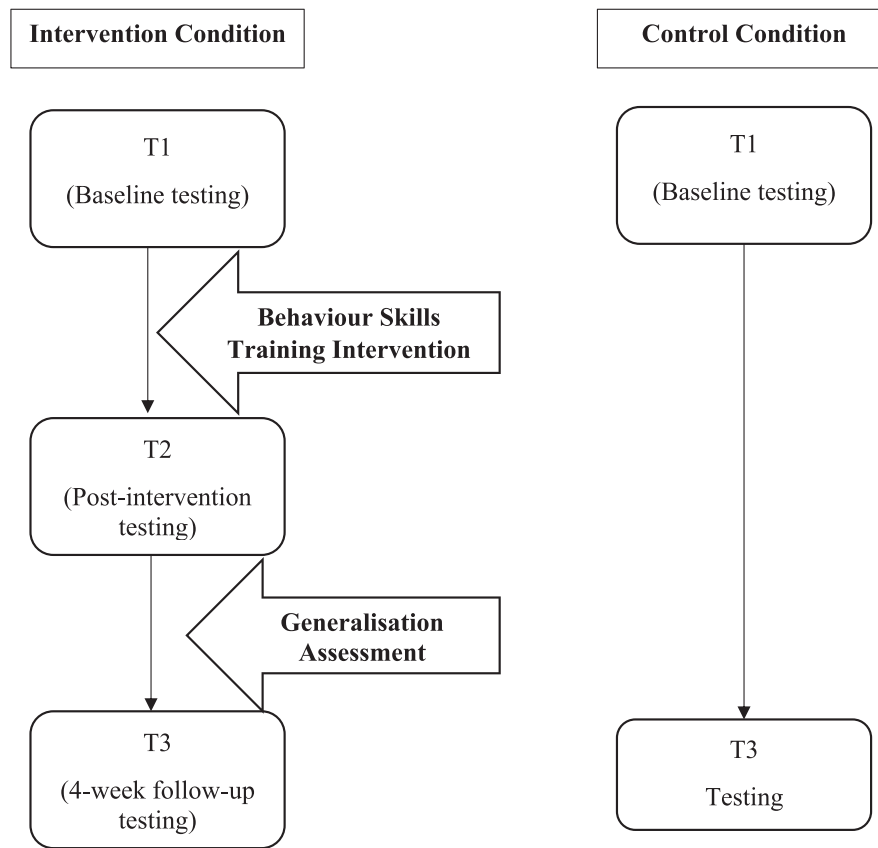 Intervention Condition
Control Condition
T1
(Baseline testing)
T1
(Baseline testing)
Behaviour Skills
Training Intervention
T2
(Post-intervention
testing)
Generalisation
Assessment
T3
(4-week follow-up
testing)
T3
Testing